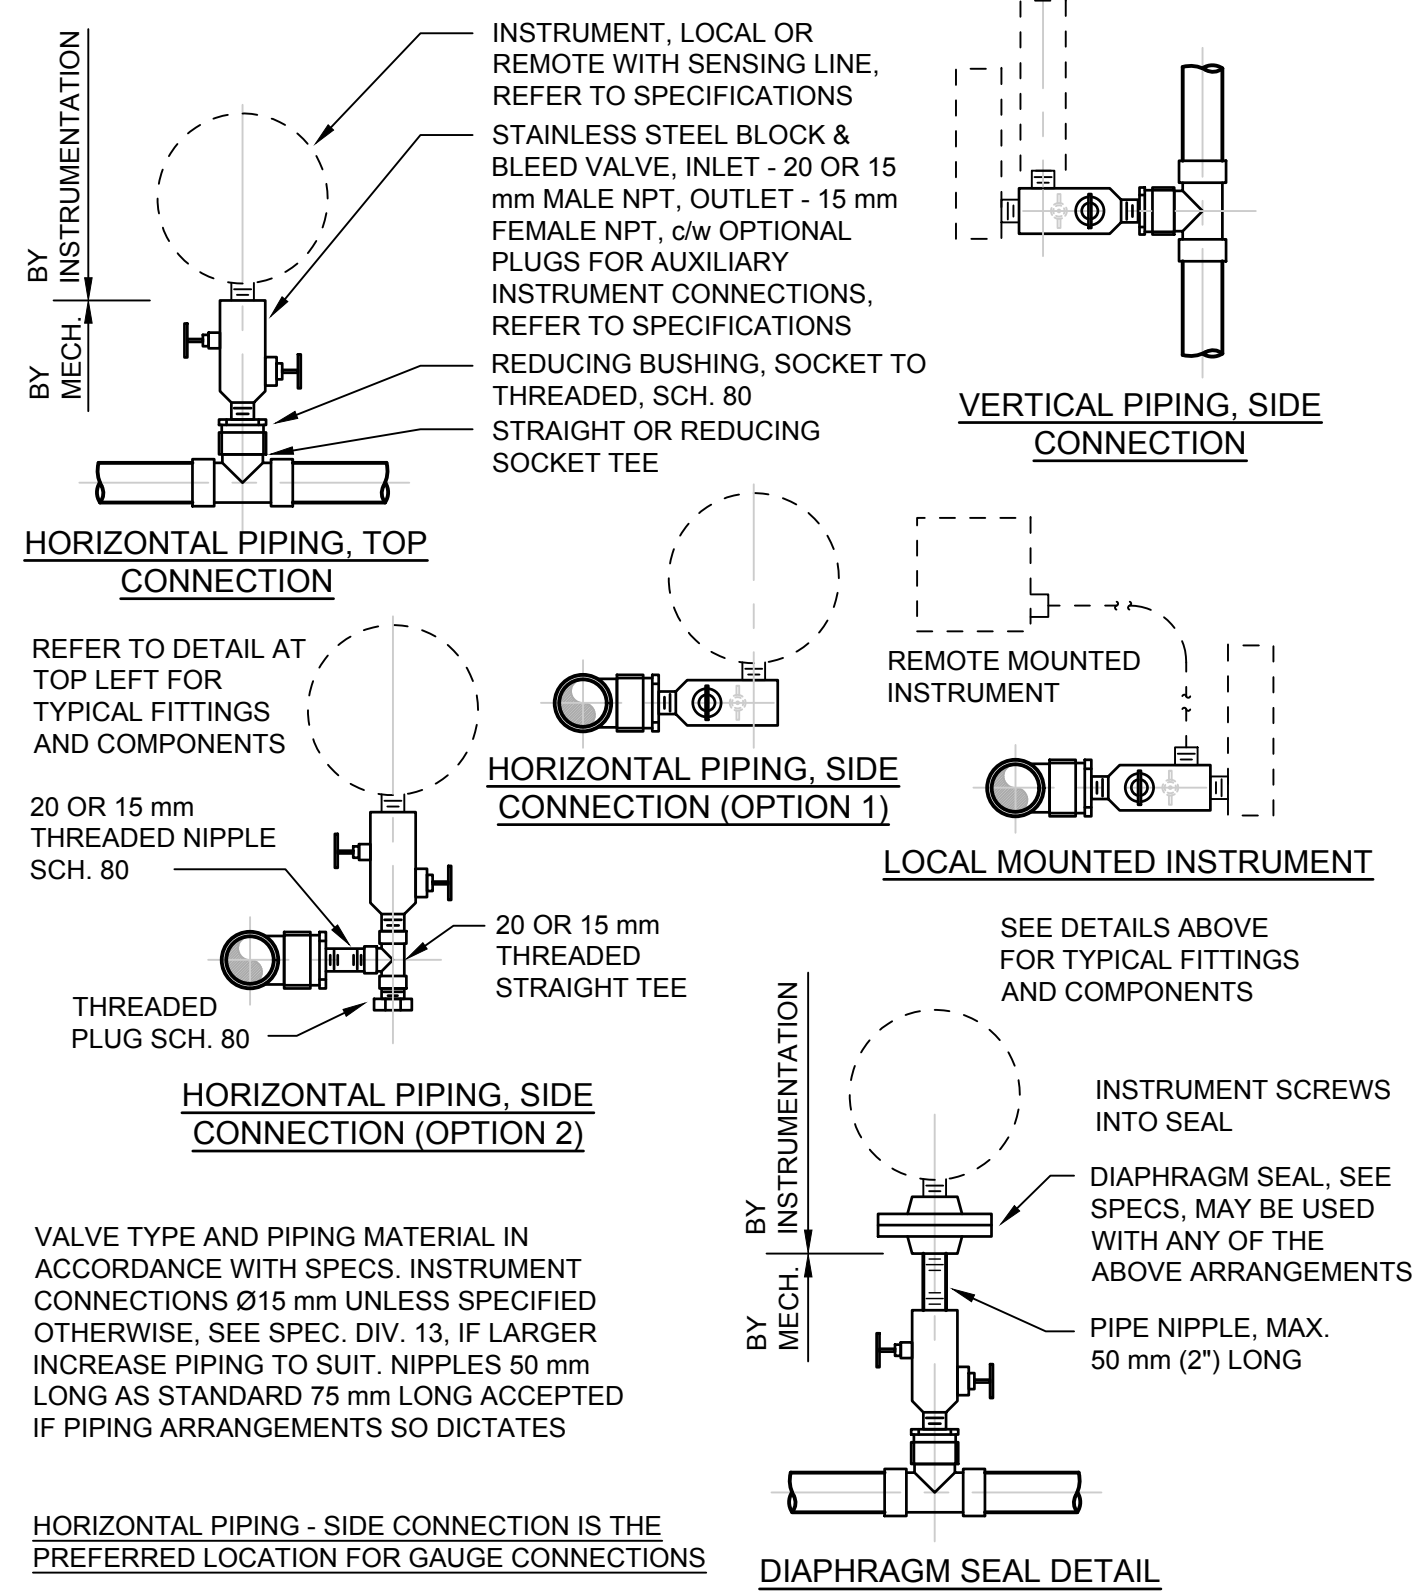 BY
INSTRUMENTATION
BY
MECH.
INSTRUMENT, LOCAL OR
REMOTE WITH SENSING LINE,
REFER TO SPECIFICATIONS
STAINLESS STEEL BLOCK &
BLEED VALVE, INLET - 20 OR 15
mm MALE NPT, OUTLET - 15 mm
FEMALE NPT, c/w OPTIONAL
PLUGS FOR AUXILIARY
INSTRUMENT CONNECTIONS,
REFER TO SPECIFICATIONS
REDUCING BUSHING, SOCKET TO
THREADED, SCH. 80
STRAIGHT OR REDUCING
SOCKET TEE
HORIZONTAL PIPING, TOP
CONNECTION
VERTICAL PIPING, SIDE
CONNECTION
REFER TO DETAIL AT
TOP LEFT FOR
TYPICAL FITTINGS
AND COMPONENTS
20 OR 15 mm
THREADED NIPPLE
SCH. 80
THREADED
PLUG SCH. 80
20 OR 15 mm
THREADED
STRAIGHT TEE
HORIZONTAL PIPING, SIDE
CONNECTION (OPTION 2)
HORIZONTAL PIPING, SIDE
CONNECTION (OPTION 1)
REMOTE MOUNTED
INSTRUMENT
LOCAL MOUNTED INSTRUMENT
SEE DETAILS ABOVE
FOR TYPICAL FITTINGS
AND COMPONENTS
BY
INSTRUMENTATION
BY
MECH.
INSTRUMENT SCREWS
INTO SEAL
DIAPHRAGM SEAL, SEE
SPECS, MAY BE USED
WITH ANY OF THE
ABOVE ARRANGEMENTS
PIPE NIPPLE, MAX.
50 mm (2") LONG
DIAPHRAGM SEAL DETAIL
VALVE TYPE AND PIPING MATERIAL IN
ACCORDANCE WITH SPECS. INSTRUMENT
CONNECTIONS Ø15 mm UNLESS SPECIFIED
OTHERWISE, SEE SPEC. DIV. 13, IF LARGER
INCREASE PIPING TO SUIT. NIPPLES 50 mm
LONG AS STANDARD 75 mm LONG ACCEPTED
IF PIPING ARRANGEMENTS SO DICTATES
HORIZONTAL PIPING - SIDE CONNECTION IS THE
PREFERRED LOCATION FOR GAUGE CONNECTIONS